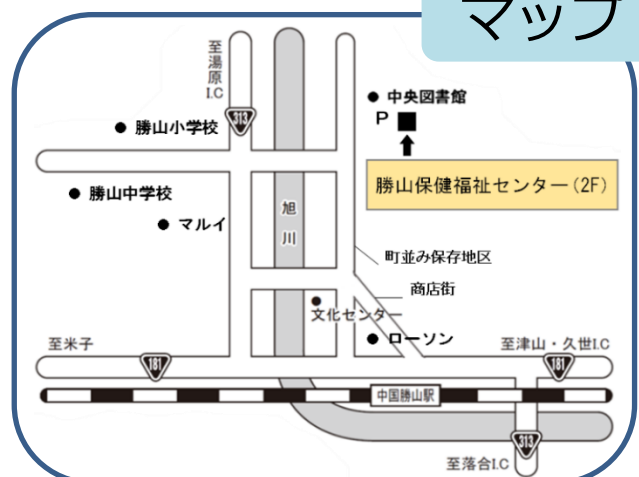 マップ
至湯原I.C
313
中央図書館
P
勝山小学校
勝山保健福祉センター(2F)
勝山中学校
旭川
マルイ
町並み保存地区
商店街
文化センター
ローソン
至米子
至津山・久世I.C
181
181
中国勝山駅
313
至落合I.C